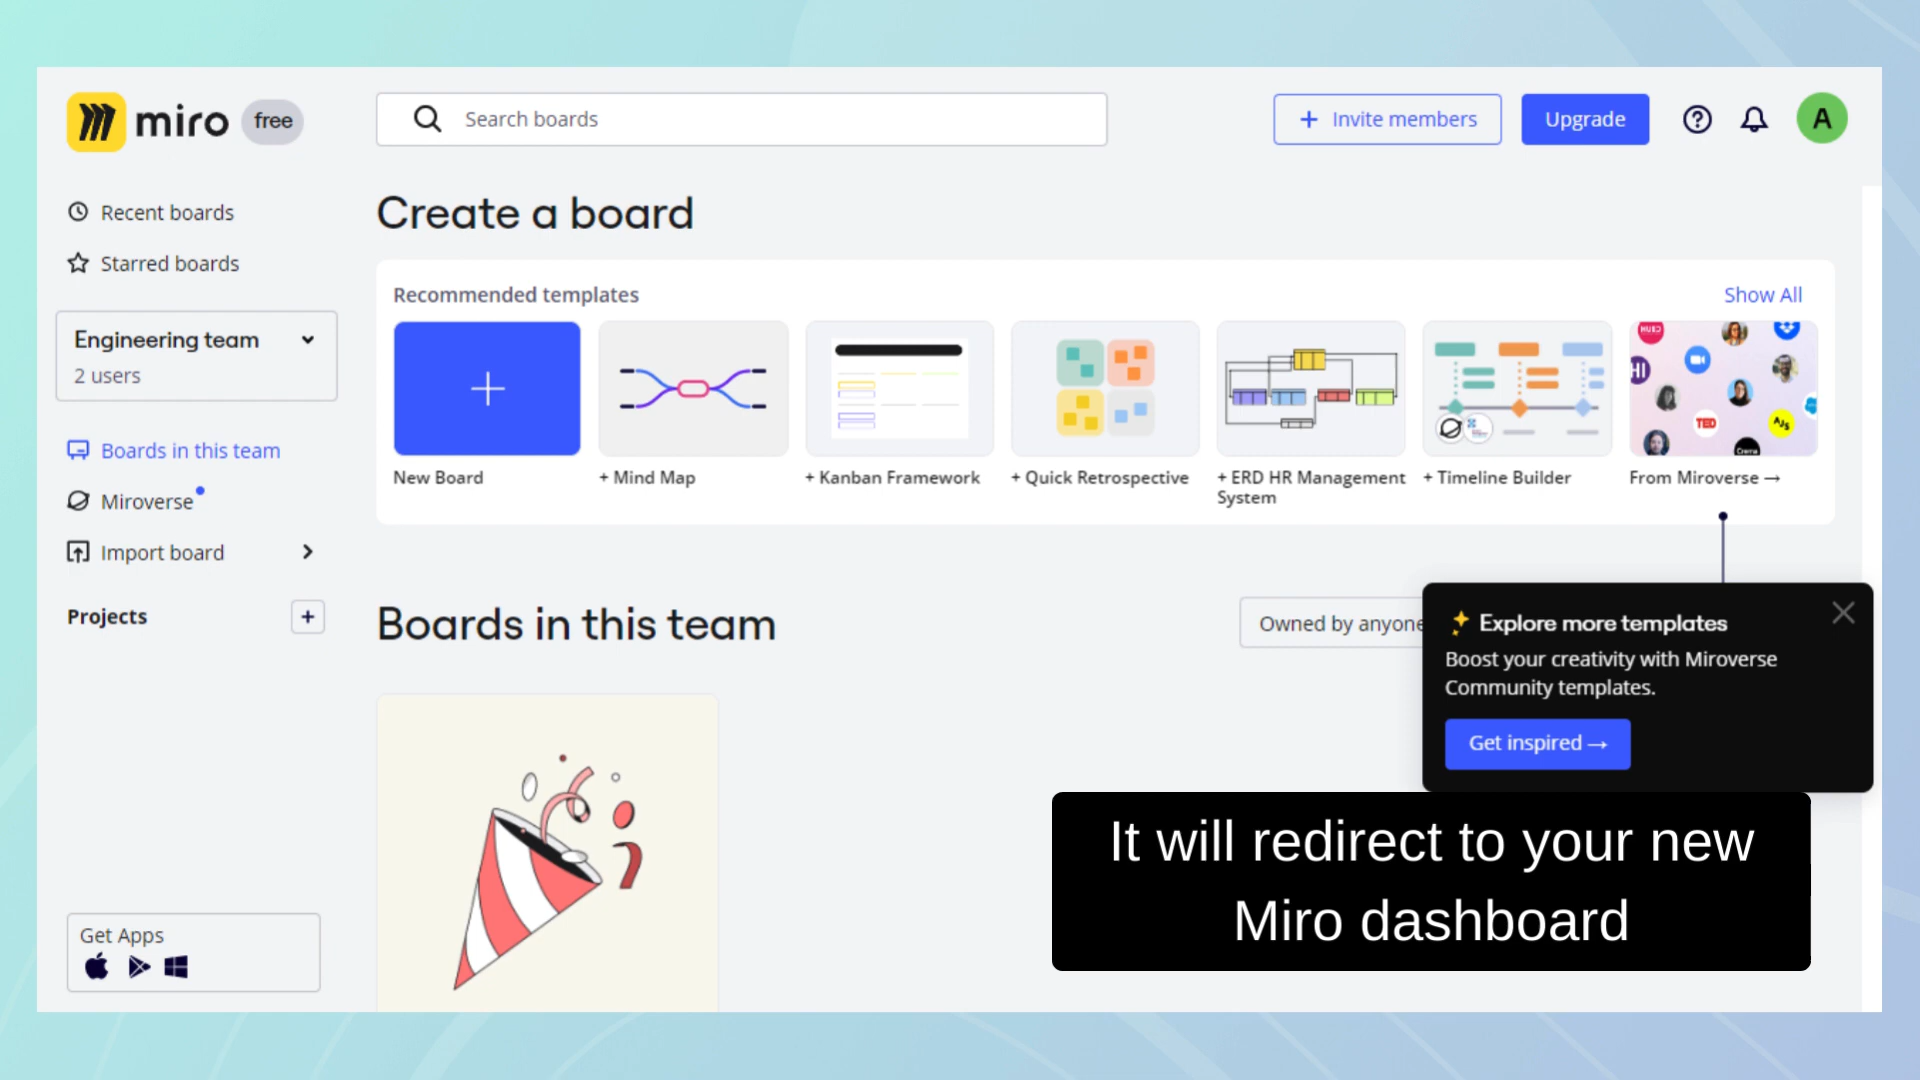 miro free
Search boards
+ Invite members
Upgrade
A
Recent boards
Starred boards
Engineering team
2 users
Boards in this team
Miroverse
Import board
Projects
+
Get Apps
Create a board
Recommended templates
Show All
New Board
+ Mind Map
+ Kanban Framework
+ Quick Retrospective
+ ERD HR Management
System
+ Timeline Builder
TED
AJS
Crema
From Miroverse →
Boards in this team
Owned by anyone
Explore more templates
Boost your creativity with Miroverse
Community templates.
Get inspired →
It will redirect to your new
Miro dashboard